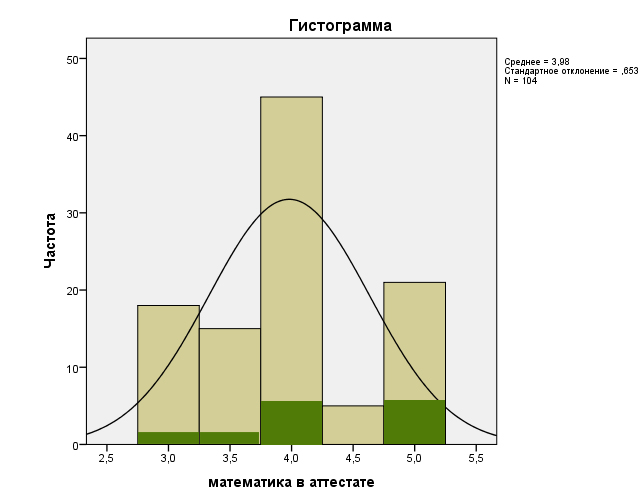 Гистограмма
Среднее = 3,98
Стандартное отклонение = ,653
N = 104
Частота
50
40
30
20
10
0
2,5 3,0 3,5 4,0 4,5 5,0 5,5
математика в аттестате